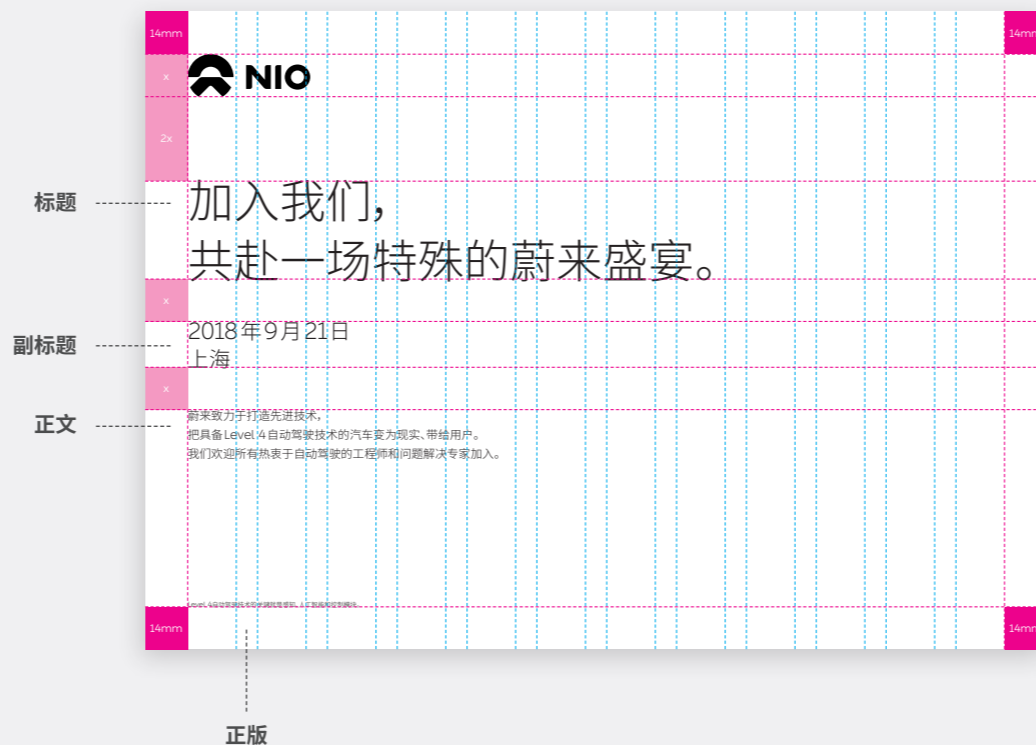 14mm
14mm
x
NIO
2x
标题
加入我们，
共赴一场特殊的蔚来盛宴。
x
副标题
2018年9月21日
上海
x
正文
蔚来致力于打造先进技术，
把具备Level 4自动驾驶技术的汽车变为现实、带给用户。
我们欢迎所有热衷于自动驾驶的工程师和问题解决专家加入。
14mm
14mm
正版